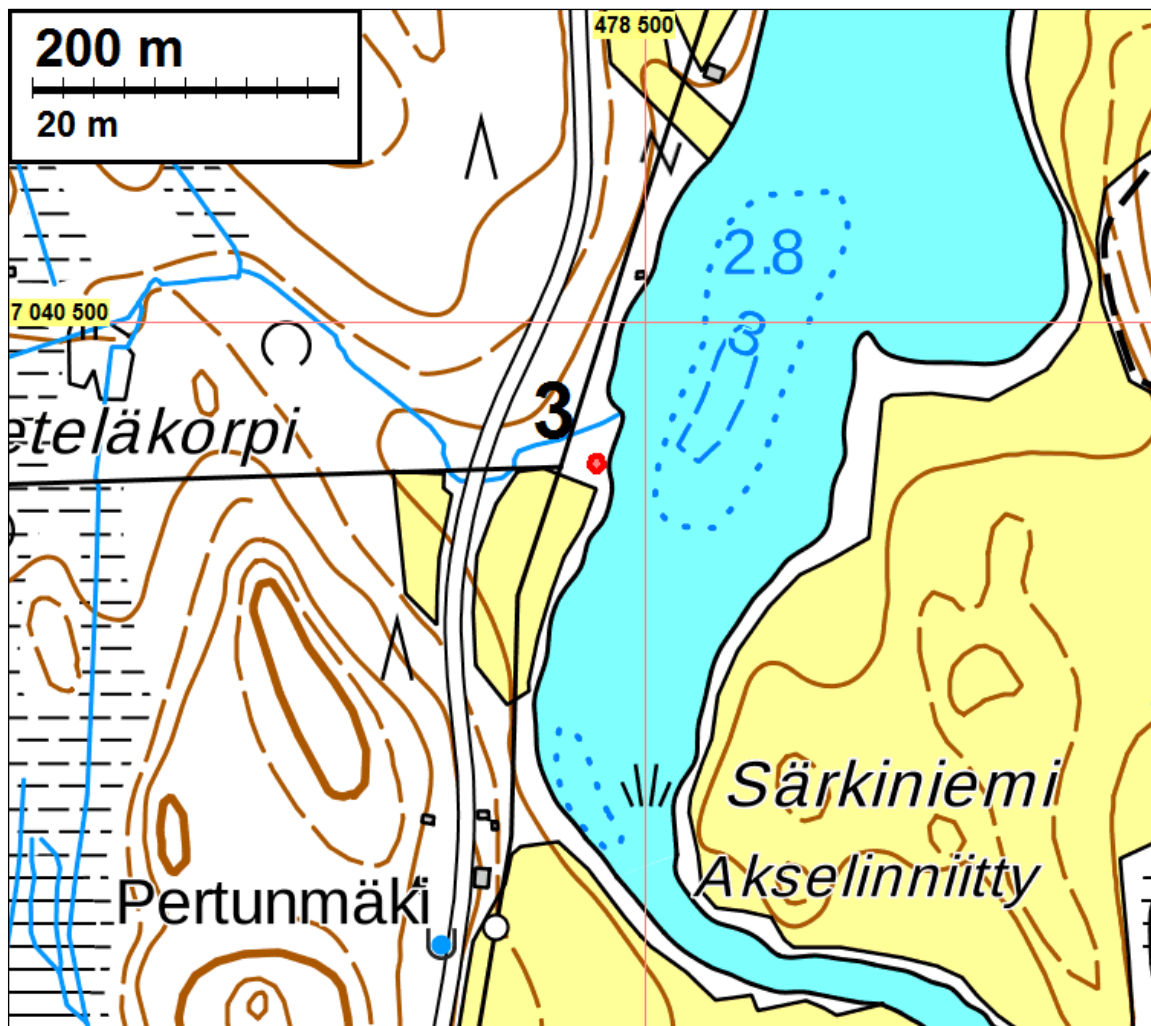 200 m
20 m
478 500
2.8
7 040 500
3
3
eteläkorpi
Särkiniemi
Akselinniitty
Pertunmäki